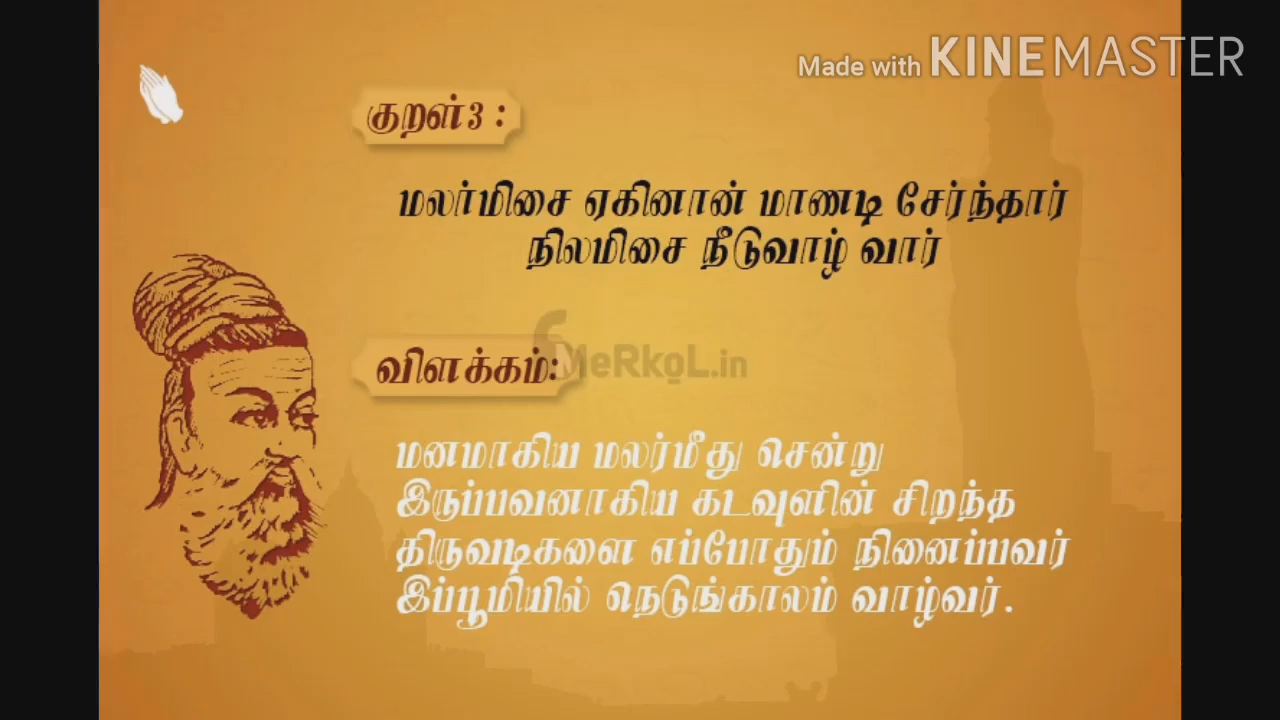 Made with KINEMASTER
குறள்3 :
மலர்மிசை ஏகினான் மாணடி சேர்ந்தார்
நிலமிசை நீடுவாழ் வார்
MeRkoL.in
விளக்கம்:
மனமாகிய மலர்மீது சென்று
இருப்பவனாகிய கடவுளின் சிறந்த
திருவடிகளை எப்போதும் நினைப்பவர்
இப்பூமியில் நெடுங்காலம் வாழ்வர்.